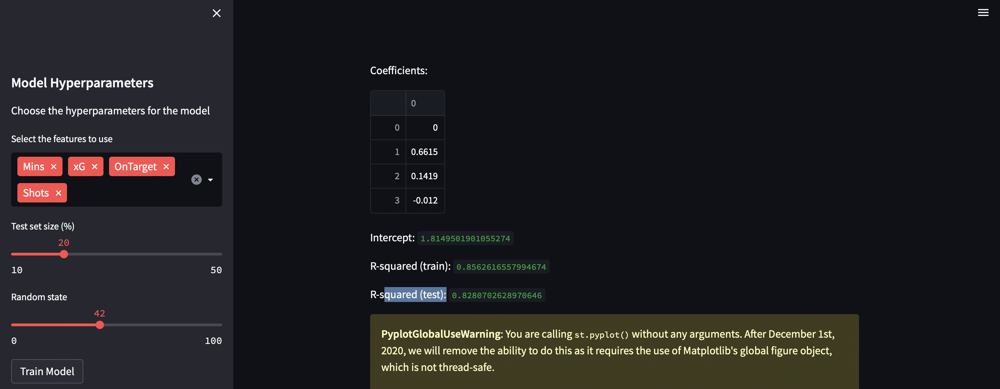 Model Hyperparameters
Choose the hyperparameters for the model
Select the features to use
Mins
xG
OnTarget
Shots
Test set size (%)
20
10
50
Random state
42
0
100
Train Model
Coefficients:
0
0 0
1 0.6615
2 0.1419
3 -0.012
Intercept: 1.8149501901055274
R-squared (train): 0.8562616557994674
R-squared (test): 0.8280702628970646
PyplotGlobalUseWarning: You are calling st.pyplot() without any arguments. After December 1st,
2020, we will remove the ability to do this as it requires the use of Matplotlib's global figure object,
which is not thread-safe.